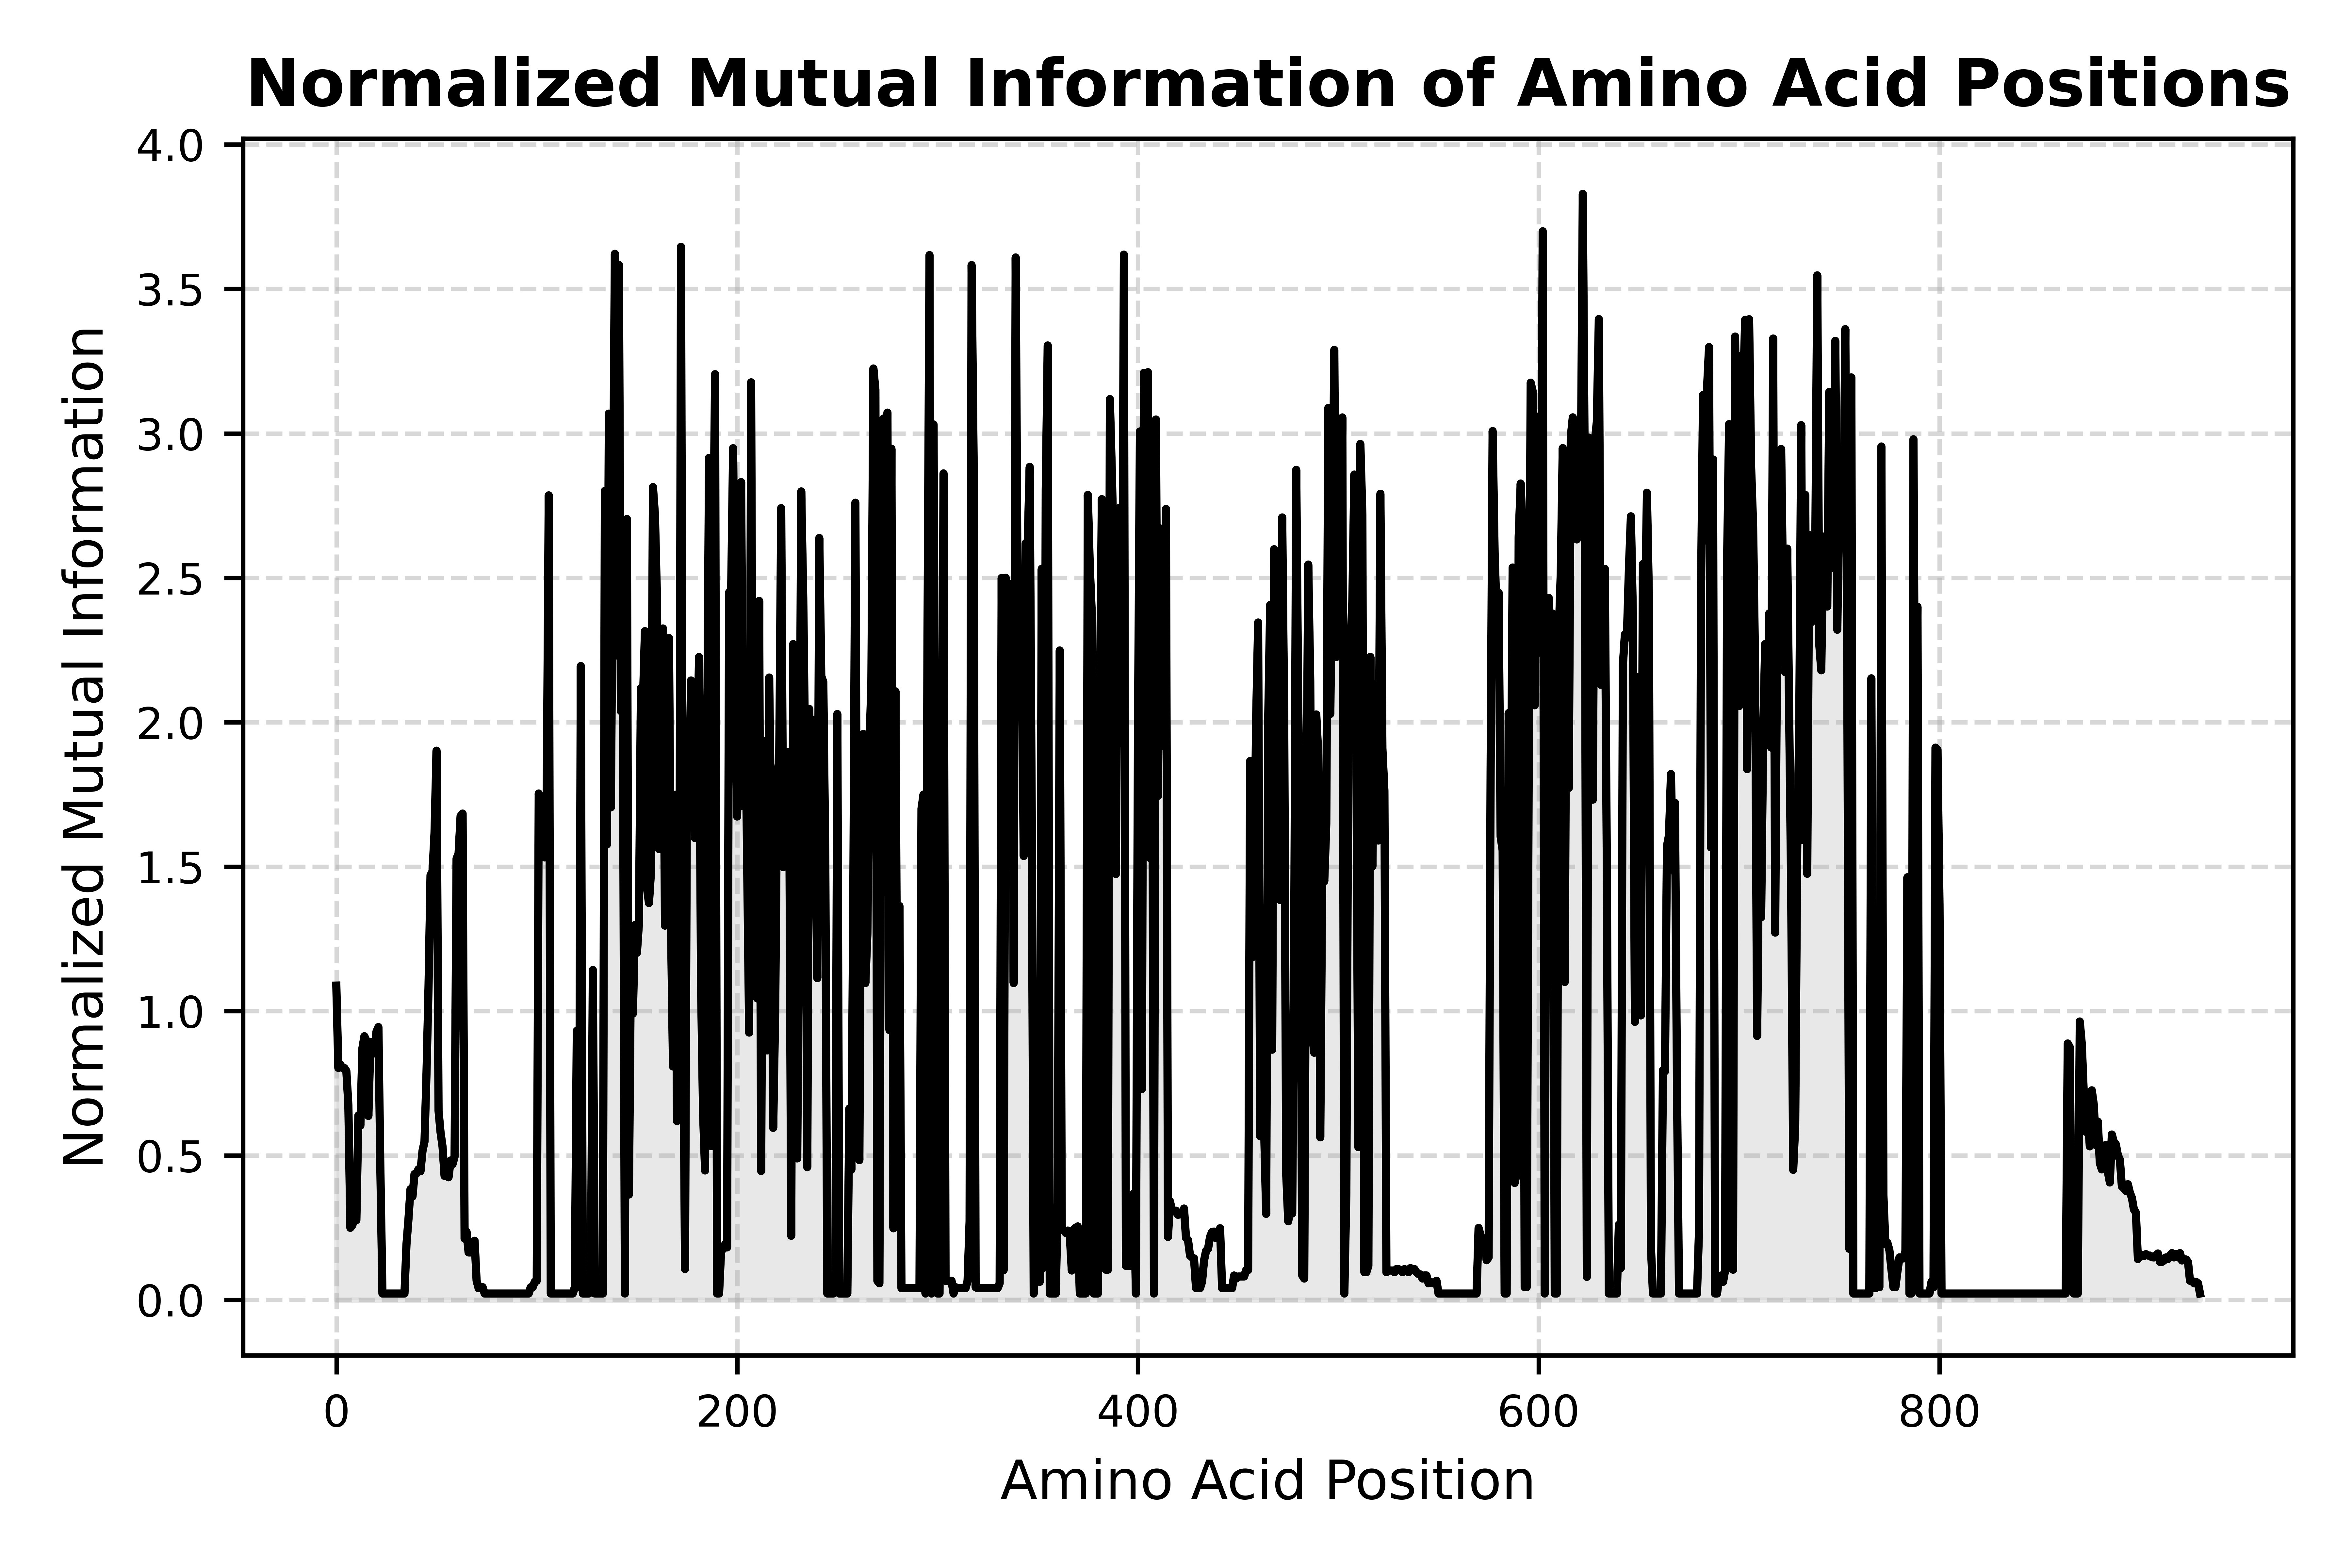 Normalized Mutual Information of Amino Acid Positions
4.0
3.5
3.0
2.5
2.0
1.5
1.0
0.5
0.0
Normalized Mutual Information
0 200 400 600 800
Amino Acid Position